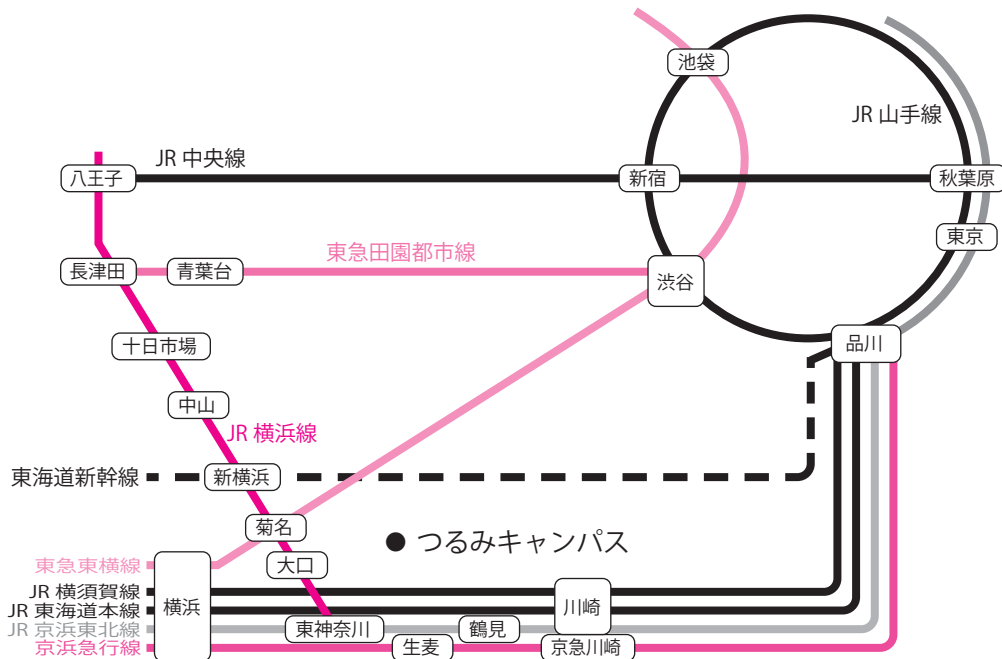 池袋
JR 山手線
JR 中央線
八王子
新宿
秋葉原
東京
東急田園都市線
長津田
青葉台
渋谷
十日市場
品川
中山
JR 横浜線
東海道新幹線
新横浜
菊名
つるみキャンパス
東急東横線
大口
JR 横須賀線
横浜
川崎
JR 東海道本線
JR 京浜東北線
東神奈川
鶴見
京浜急行線
生麦
京急川崎